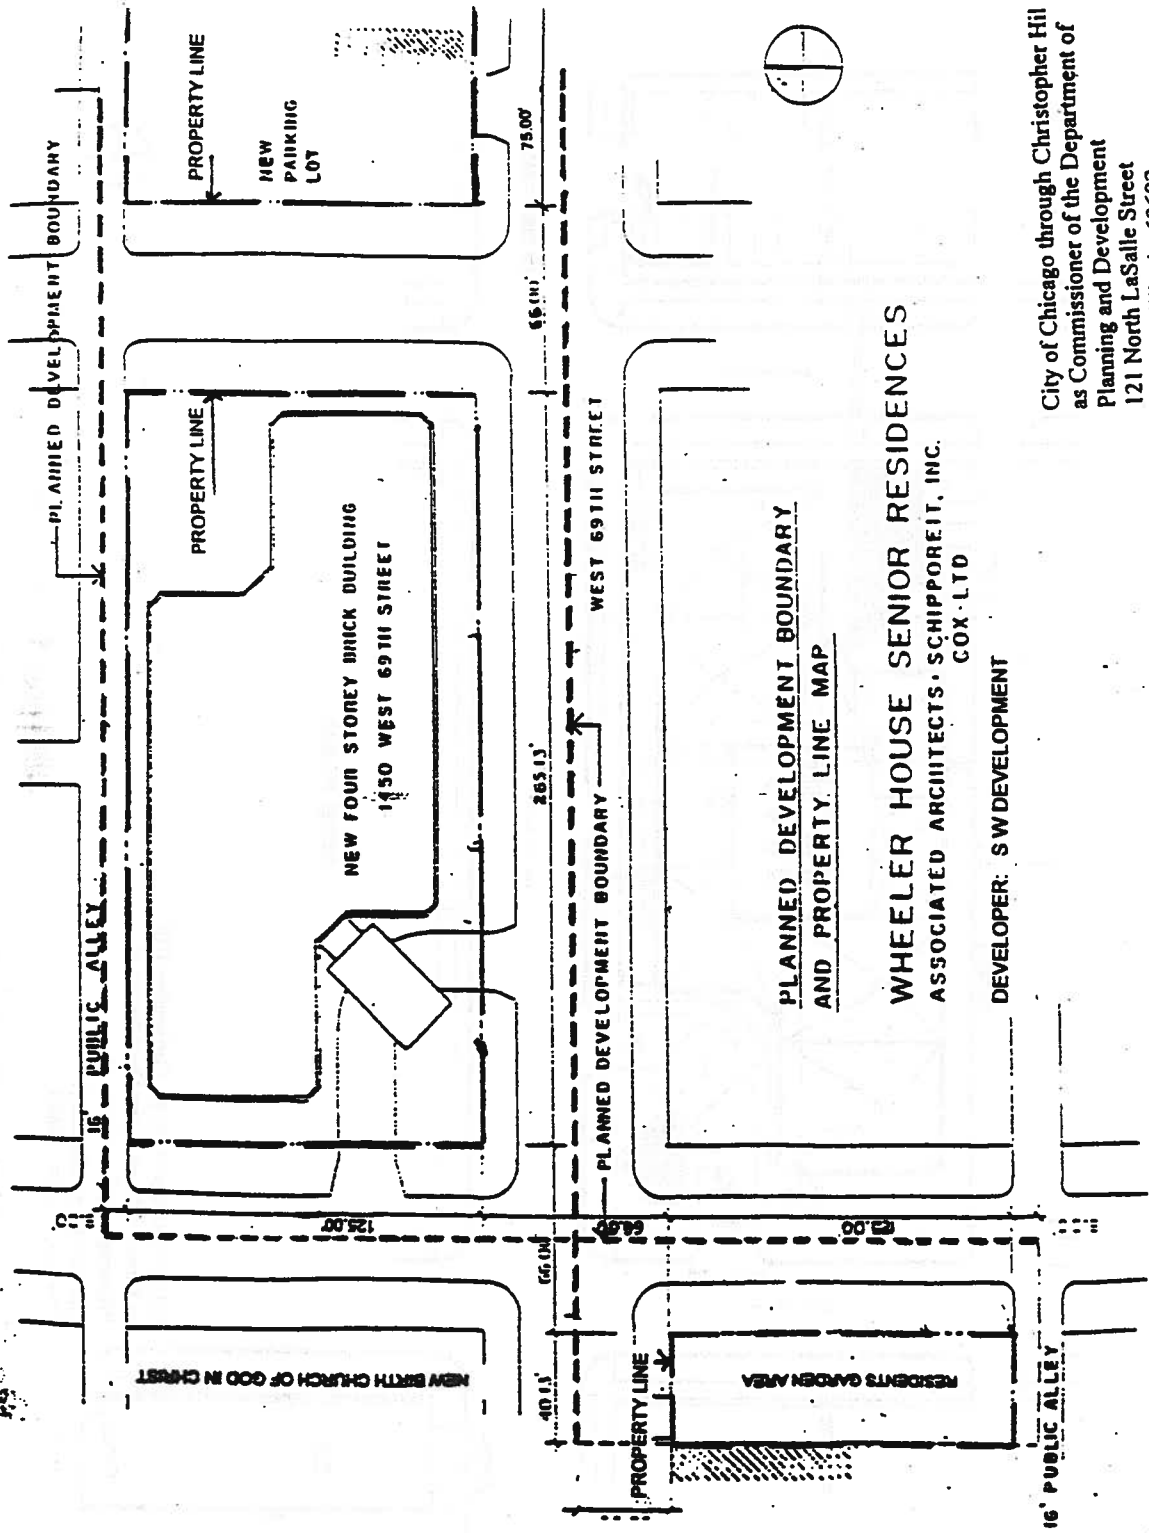 PLANNED DEVELOPMENT BOUNDARY
16' PUBLIC ALLEY
PROPERTY LINE
NEW
PARKING
LOT
PROPERTY LINE
NEW FOUR STOREY BRICK BUILDING
1450 WEST 69TH STREET
125.00'
NEW BIRTH CHURCH OF GOD IN CHRIST
40.13'
66.00'
265.13'
66.00'
75.00'
WEST 69TH STREET
PLANNED DEVELOPMENT BOUNDARY
66.00'
PROPERTY LINE
RESIDENTS GARDEN AREA
16' PUBLIC ALLEY
PLANNED DEVELOPMENT BOUNDARY
AND PROPERTY LINE MAP
WHEELER HOUSE SENIOR RESIDENCES
ASSOCIATED ARCHITECTS · SCHIPPOREIT, INC.
COX · LTD
DEVELOPER: SW DEVELOPMENT
City of Chicago through Christopher Hil
as Commissioner of the Department of
Planning and Development
121 North LaSalle Street